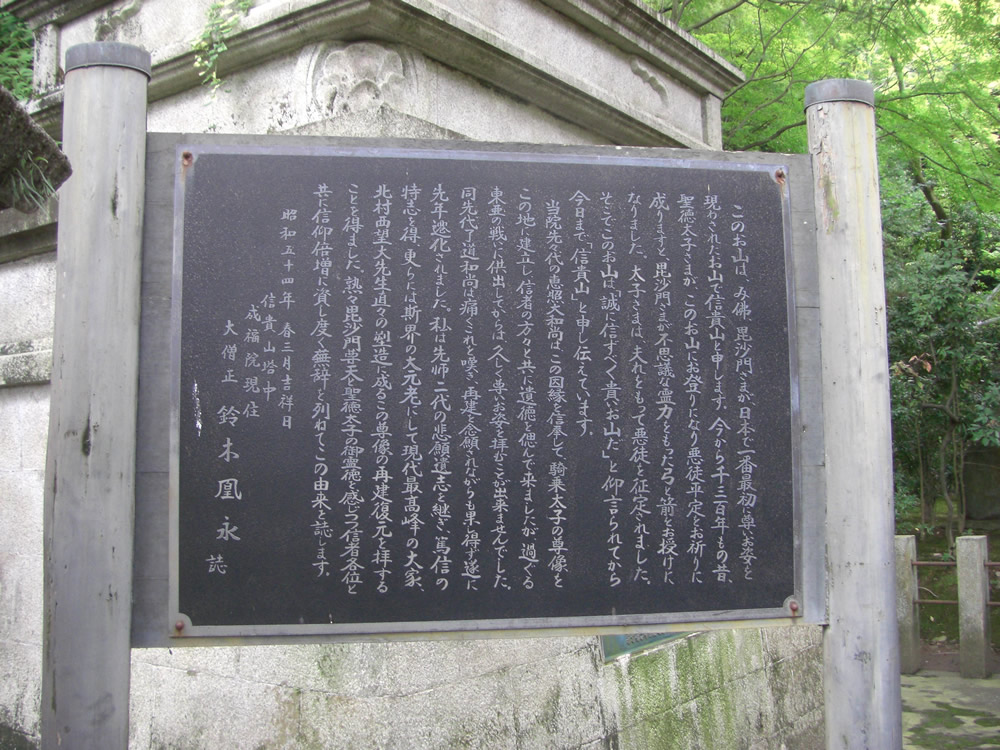 このお山は、み佛、毘沙門さまが日本で一番最初に尊いお姿を
現わされたお山で信貴山と申します。今から千三百年もの昔、
聖徳太子さまが、このお山にお登りになり悪徒平定をお祈りに
成りますと、毘沙門さまが不思議な霊力をもった弓と箭をお授けに
なりました。太子さまは、夫れをもって悪徒を征定されました。
そこでこのお山は「誠に信ずべく貴いお山だ」と仰言られてから
今日まで「信貴山」と申し伝えています。
当院先々代の恵照大和尚はこの因縁を信奉して、騎乗太子の尊像を
この地に建立し信者の方々と共に遺徳を偲んで来ましたが過ぐる
東亜の戦に供出してからは、久しく尊いお姿を拝むことが出来ませんでした。
同先代了道和尚は痛くこれを嘆き再建を念願されながらも果し得ず遂に
先年遷化されました。私は先師二代の悲願遺志を継ぎ篤信の
特志を得、更らには斯界の大元老にして現代最高峰の大家、
北村西望大先生直々の塑造に成るこの尊像の再建復元を拝する
ことを得ました。熟々毘沙門尊天聖徳太子の御霊徳を感じつつ信者各位と
共に信仰倍増に資し度く無辞を列ねてこの由来を誌します。
昭和五十四年 春三月吉祥日
信貴山塔中
成福院現住
大僧正 鈴木凰永 誌